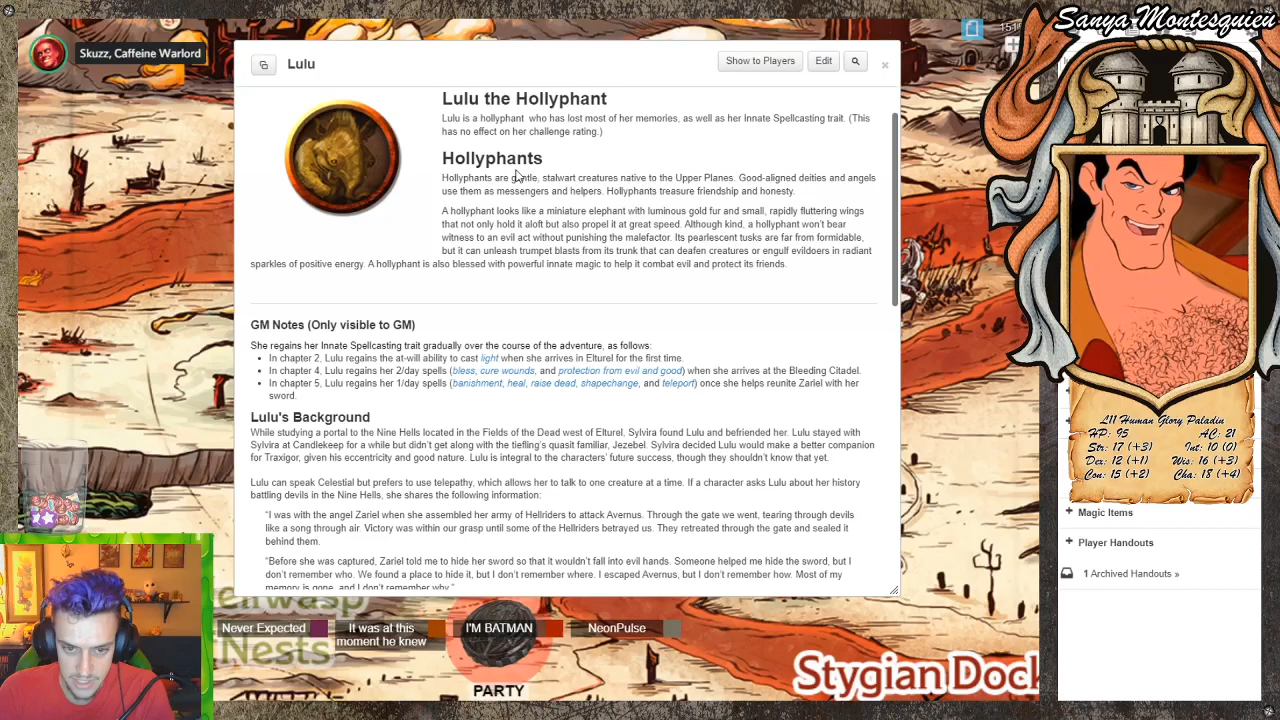 Sanya Montesquieu
Skuzz, Caffeine Warlord
Lulu
Show to Players
Edit
Lulu the Hollyphant
Lulu is a hollyphant who has lost most of her memories, as well as her Innate Spellcasting trait. (This
has no effect on her challenge rating.)
Hollyphants
Hollyphants are gentle, stalwart creatures native to the Upper Planes. Good-aligned deities and angels
use them as messengers and helpers. Hollyphants treasure friendship and honesty.
A hollyphant looks like a miniature elephant with luminous gold fur and small, rapidly fluttering wings
that not only hold it aloft but also propel it at great speed. Although kind, a hollyphant won't bear
witness to an evil act without punishing the malefactor. Its pearlescent tusks are far from formidable,
but it can unleash trumpet blasts from its trunk that can deafen creatures or engulf evildoers in radiant
sparkles of positive energy. A hollyphant is also blessed with powerful innate magic to help it combat evil and protect its friends.
GM Notes (Only visible to GM)
She regains her Innate Spellcasting trait gradually over the course of the adventure, as follows:
• In chapter 2, Lulu regains the at-will ability to cast light when she arrives in Elturel for the first time.
• In chapter 4, Lulu regains her 2/day spells (bless, cure wounds, and protection from evil and good) when she arrives at the Bleeding Citadel.
• In chapter 5, Lulu regains her 1/day spells (banishment, heal, raise dead, shapechange, and teleport) once she helps reunite Zariel with her
sword.
Lulu's Background
While studying a portal to the Nine Hells located in the Fields of the Dead west of Elturel, Sylvira found Lulu and befriended her. Lulu stayed with
Sylvira at Candlekeep for a while but didn't get along with the tiefling's quasit familiar, Jezebel. Sylvira decided Lulu would make a better companion
for Traxigor, given his eccentricity and good nature. Lulu is integral to the characters' future success, though they shouldn't know that yet.
Lulu can speak Celestial but prefers to use telepathy, which allows her to talk to one creature at a time. If a character asks Lulu about her history
battling devils in the Nine Hells, she shares the following information:
"I was with the angel Zariel when she assembled her army of Hellriders to attack Avernus. Through the gate we went, tearing through devils
like a song through air. Victory was within our grasp until some of the Hellriders betrayed us. They retreated through the gate and sealed it
behind them.
"Before she was captured, Zariel told me to hide her sword so that it wouldn't fall into evil hands. Someone helped me hide the sword, but I
don't remember who. We found a place to hide it, but I don't remember where. I escaped Avernus, but I don't remember how. Most of my
memory is gone, and I don't remember why."
L11 Human Glory Paladin
HP: 95 AC: 21
Str: 17 (+3) Int: 10 (0)
Dex: 12 (+1) Wis: 16 (+3)
Con: 15 (+2) Cha: 18 (+4)
Magic Items
Player Handouts
1 Archived Handouts »
Never Expected
It was at this
moment he knew
I'M BATMAN
NeonPulse
Nests
PARTY
Stygian Dock